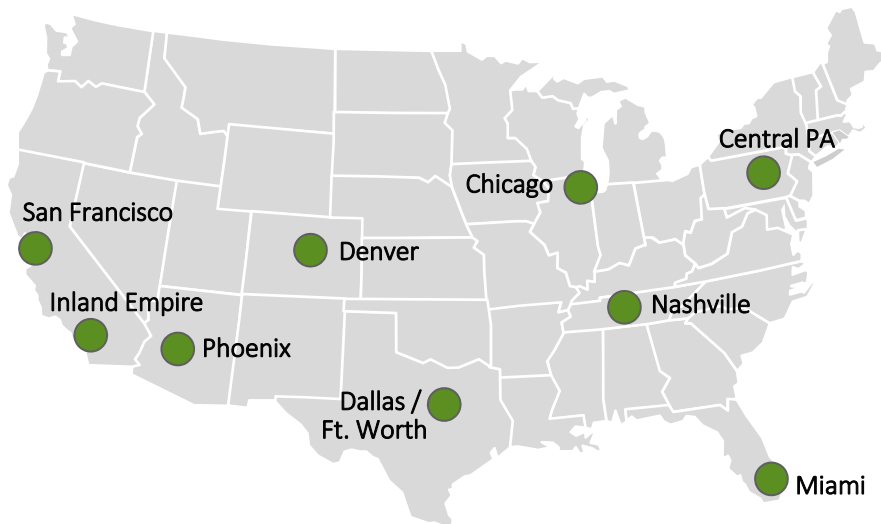 Central PA
Chicago
San Francisco
Denver
Inland Empire
Nashville
Phoenix
Dallas /
Ft. Worth
Miami